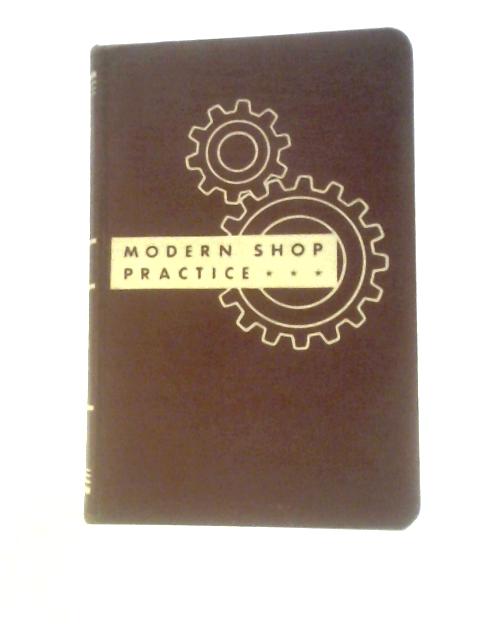 MODERN SHOP
PRACTICE ★ ★ ★